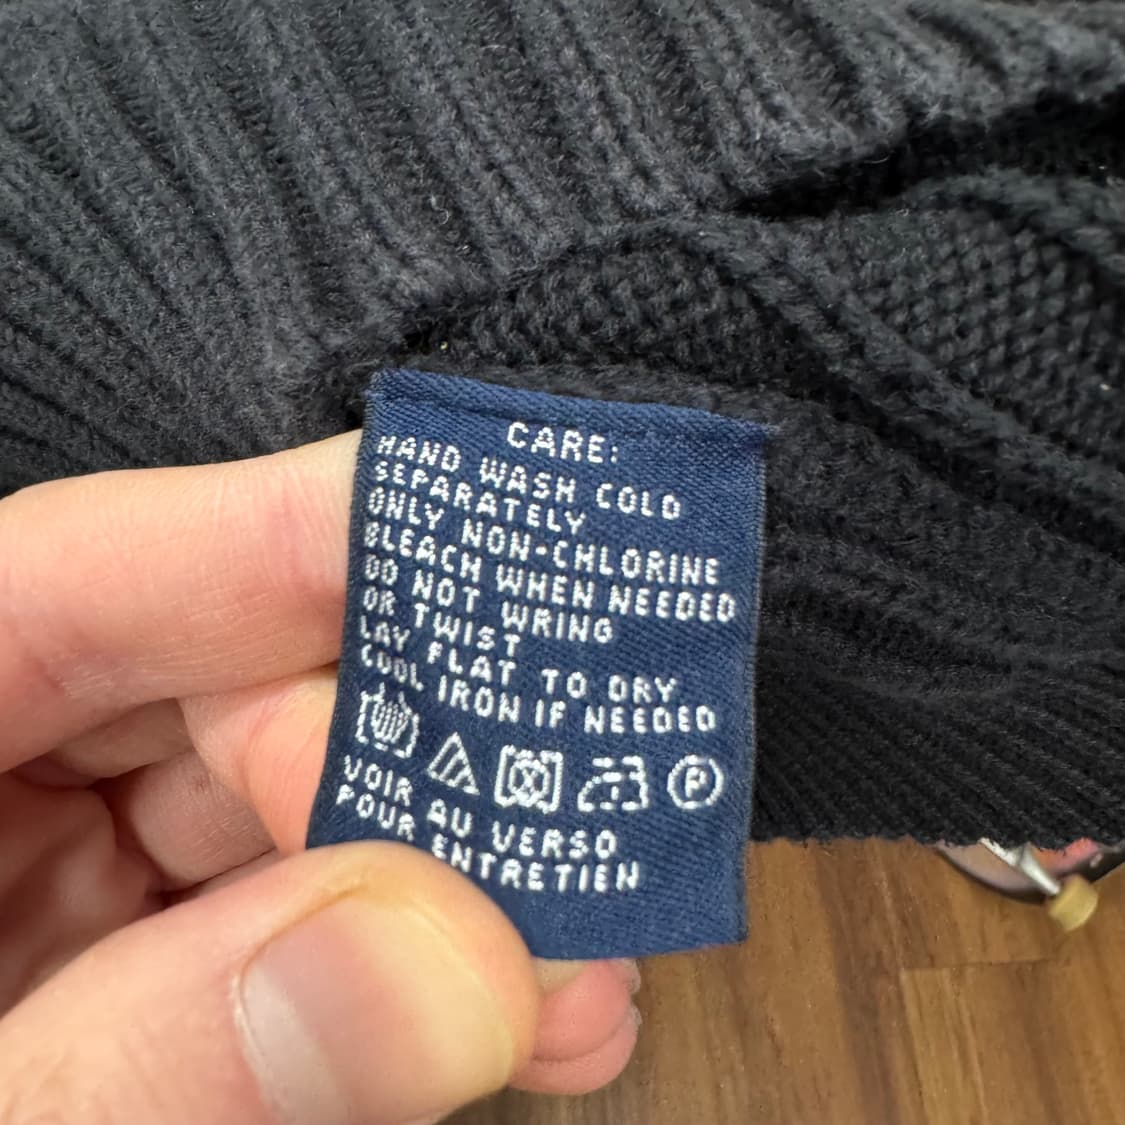 CARE:
HAND WASH COLD
SEPARATELY
ONLY NON-CHLORINE
BLEACH WHEN NEEDED
DO NOT WRING
OR TWIST
LAY FLAT TO DRY
COOL IRON IF NEEDED
P
VOIR AU VERSO
POUR ENTRETIEN